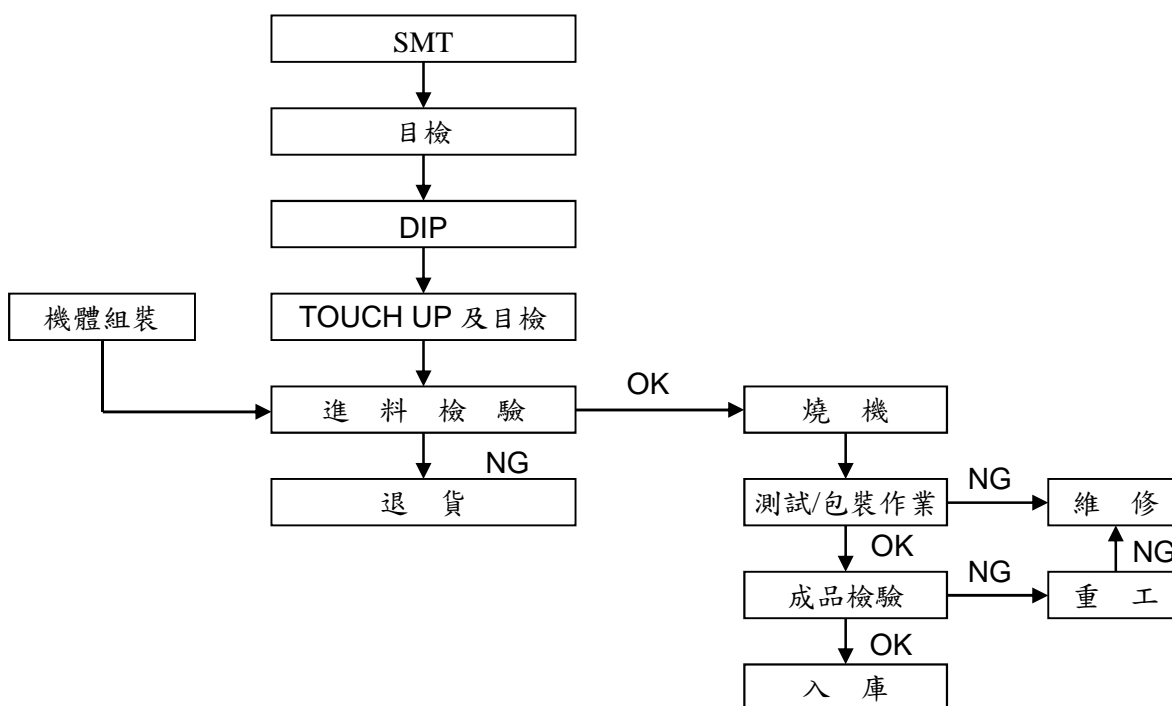 SMT
目檢
DIP
機體組裝
TOUCH UP 及目檢
進 料 檢 驗
OK
燒 機
NG
退 貨
測試/包裝作業
NG
維 修
OK
NG
成品檢驗
NG
重 工
OK
入 庫